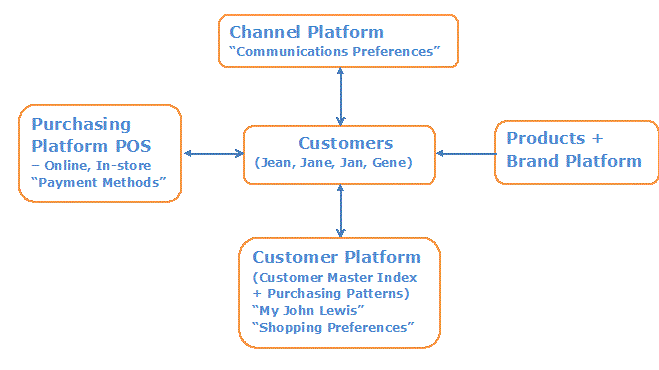 Channel Platform
“Communications Preferences”
Purchasing
Platform POS
– Online, In-store
“Payment Methods”
Customers
(Jean, Jane, Jan, Gene)
Products +
Brand Platform
Customer Platform
(Customer Master Index
+ Purchasing Patterns)
“My John Lewis”
“Shopping Preferences”